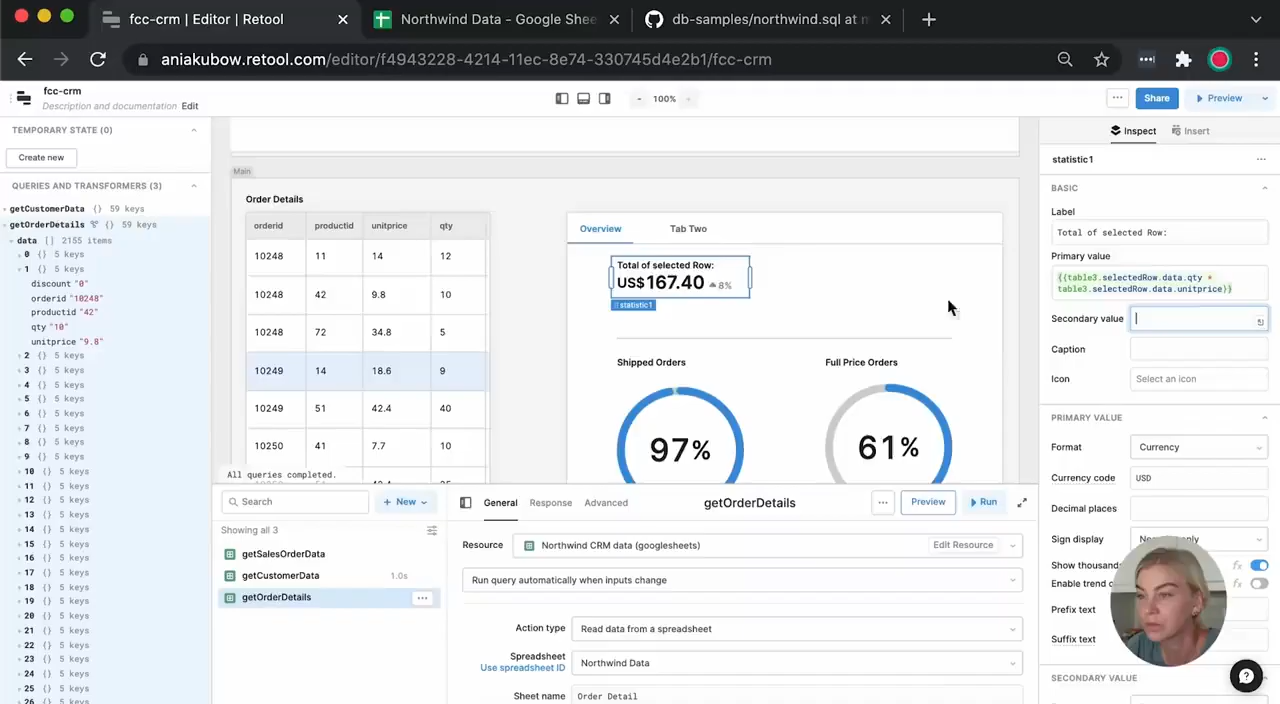 fcc-crm | Editor | Retool
Northwind Data - Google Shee
db-samples/northwind.sql at
aniakubow.retool.com/editor/f4943228-4214-11ec-8e74-330745d4e2b1/fcc-crm
fcc-crm
Description and documentation Edit
- 100% +
Share
Preview
TEMPORARY STATE (0)
Create new
QUERIES AND TRANSFORMERS (3)
getCustomerData {} 59 keys
getOrderDetails {} 59 keys
data [] 2155 items
0 {} 5 keys
1 {} 5 keys
discount "0"
orderid "10248"
productid "42"
qty "10"
unitprice "9.8"
2 {} 5 keys
3 {} 5 keys
4 {} 5 keys
5 {} 5 keys
6 {} 5 keys
7 {} 5 keys
8 {} 5 keys
9 {} 5 keys
10 {} 5 keys
11 {} 5 keys
12 {} 5 keys
13 {} 5 keys
14 {} 5 keys
15 {} 5 keys
16 {} 5 keys
17 {} 5 keys
18 {} 5 keys
19 {} 5 keys
20 {} 5 keys
21 {} 5 keys
22 {} 5 keys
23 {} 5 keys
24 {} 5 keys
25 {} 5 keys
26 {} 5 keys
Main
Order Details
orderid productid unitprice qty
10248 11 14 12
10248 42 9.8 10
10248 72 34.8 5
10249 14 18.6 9
10249 51 42.4 40
10250 41 7.7 10
All queries completed.
Overview Tab Two
Total of selected Row:
US$167.40 8%
statistic1
Shipped Orders
97%
Full Price Orders
61%
Search
+ New
Showing all 3
getSalesOrderData
getCustomerData 1.0s
getOrderDetails ...
General Response Advanced
getOrderDetails
... Preview Run
Resource Northwind CRM data (googlesheets) Edit Resource
Run query automatically when inputs change
Action type Read data from a spreadsheet
Spreadsheet Northwind Data
Use spreadsheet ID
Sheet name Order Detail
Inspect Insert
statistic1 ...
BASIC
Label
Total of selected Row:
Primary value
{{table3.selectedRow.data.qty *
table3.selectedRow.data.unitprice}}
Secondary value
Caption
Icon Select an icon
PRIMARY VALUE
Format Currency
Currency code USD
Decimal places
Sign display
Show thousand fx
Enable trend c fx
Prefix text
Suffix text
SECONDARY VALUE